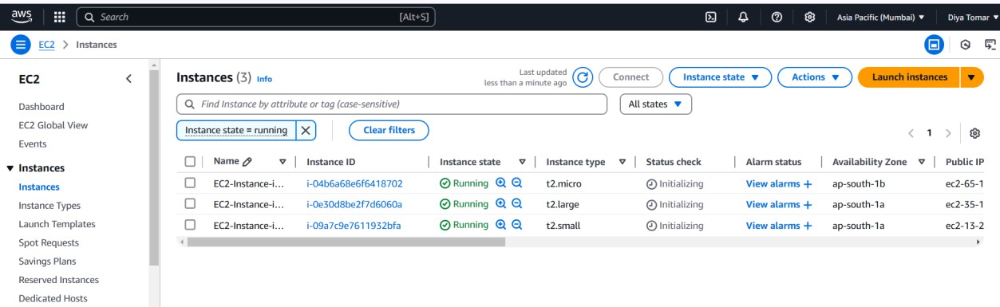 aws Search [Alt+S] Asia Pacific (Mumbai) Diya Tomar
EC2 > Instances
EC2
Dashboard
EC2 Global View
Events
Instances
Instances
Instance Types
Launch Templates
Spot Requests
Savings Plans
Reserved Instances
Dedicated Hosts
Instances (3) Info
Last updated
less than a minute ago
Connect Instance state Actions Launch instances
Find Instance by attribute or tag (case-sensitive) All states
Instance state = running Clear filters
1
Name Instance ID Instance state Instance type Status check Alarm status Availability Zone Public IP
EC2-Instance-i... i-04b6a68e6f6418702 Running t2.micro Initializing View alarms + ap-south-1b ec2-65-1
EC2-Instance-i... i-0e30d8be2f7d6060a Running t2.large Initializing View alarms + ap-south-1a ec2-35-1
EC2-Instance-i... i-09a7c9e7611932bfa Running t2.small Initializing View alarms + ap-south-1a ec2-13-2